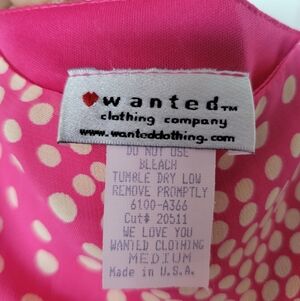 wanted™
clothing company
www.wantedclothing.com
DO NOT USE
BLEACH
TUMBLE DRY LOW
REMOVE PROMPTLY
6100-A366
Cut# 20511
WE LOVE YOU
WANTED CLOTHING
MEDIUM
Made in U.S.A.